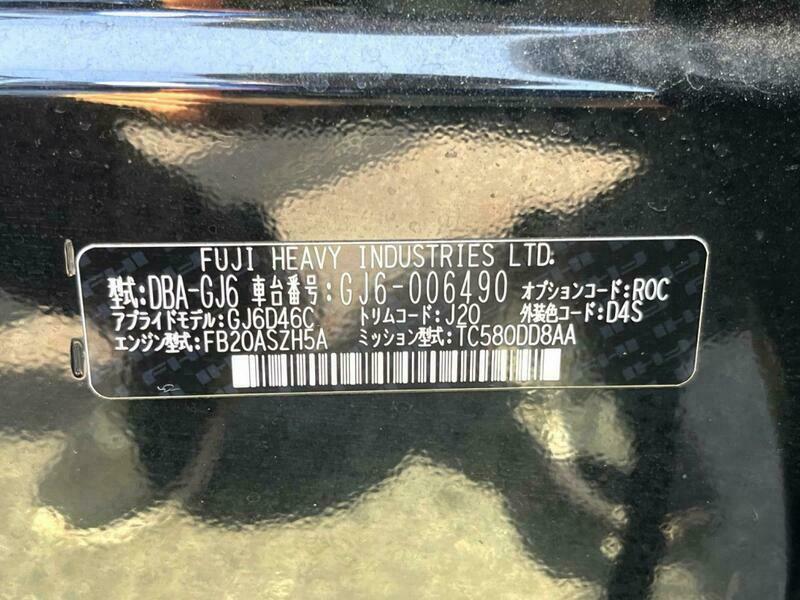 FUJI HEAVY INDUSTRIES LTD.
型式:DBA-GJ6 車台番号:GJ6-006490 オプションコード:ROC
アプライドモデル:GJ6D46C トリムコード:J20 外装色コード:D4S
エンジン型式:FB20ASZH5A ミッション型式:TC580DD8AA